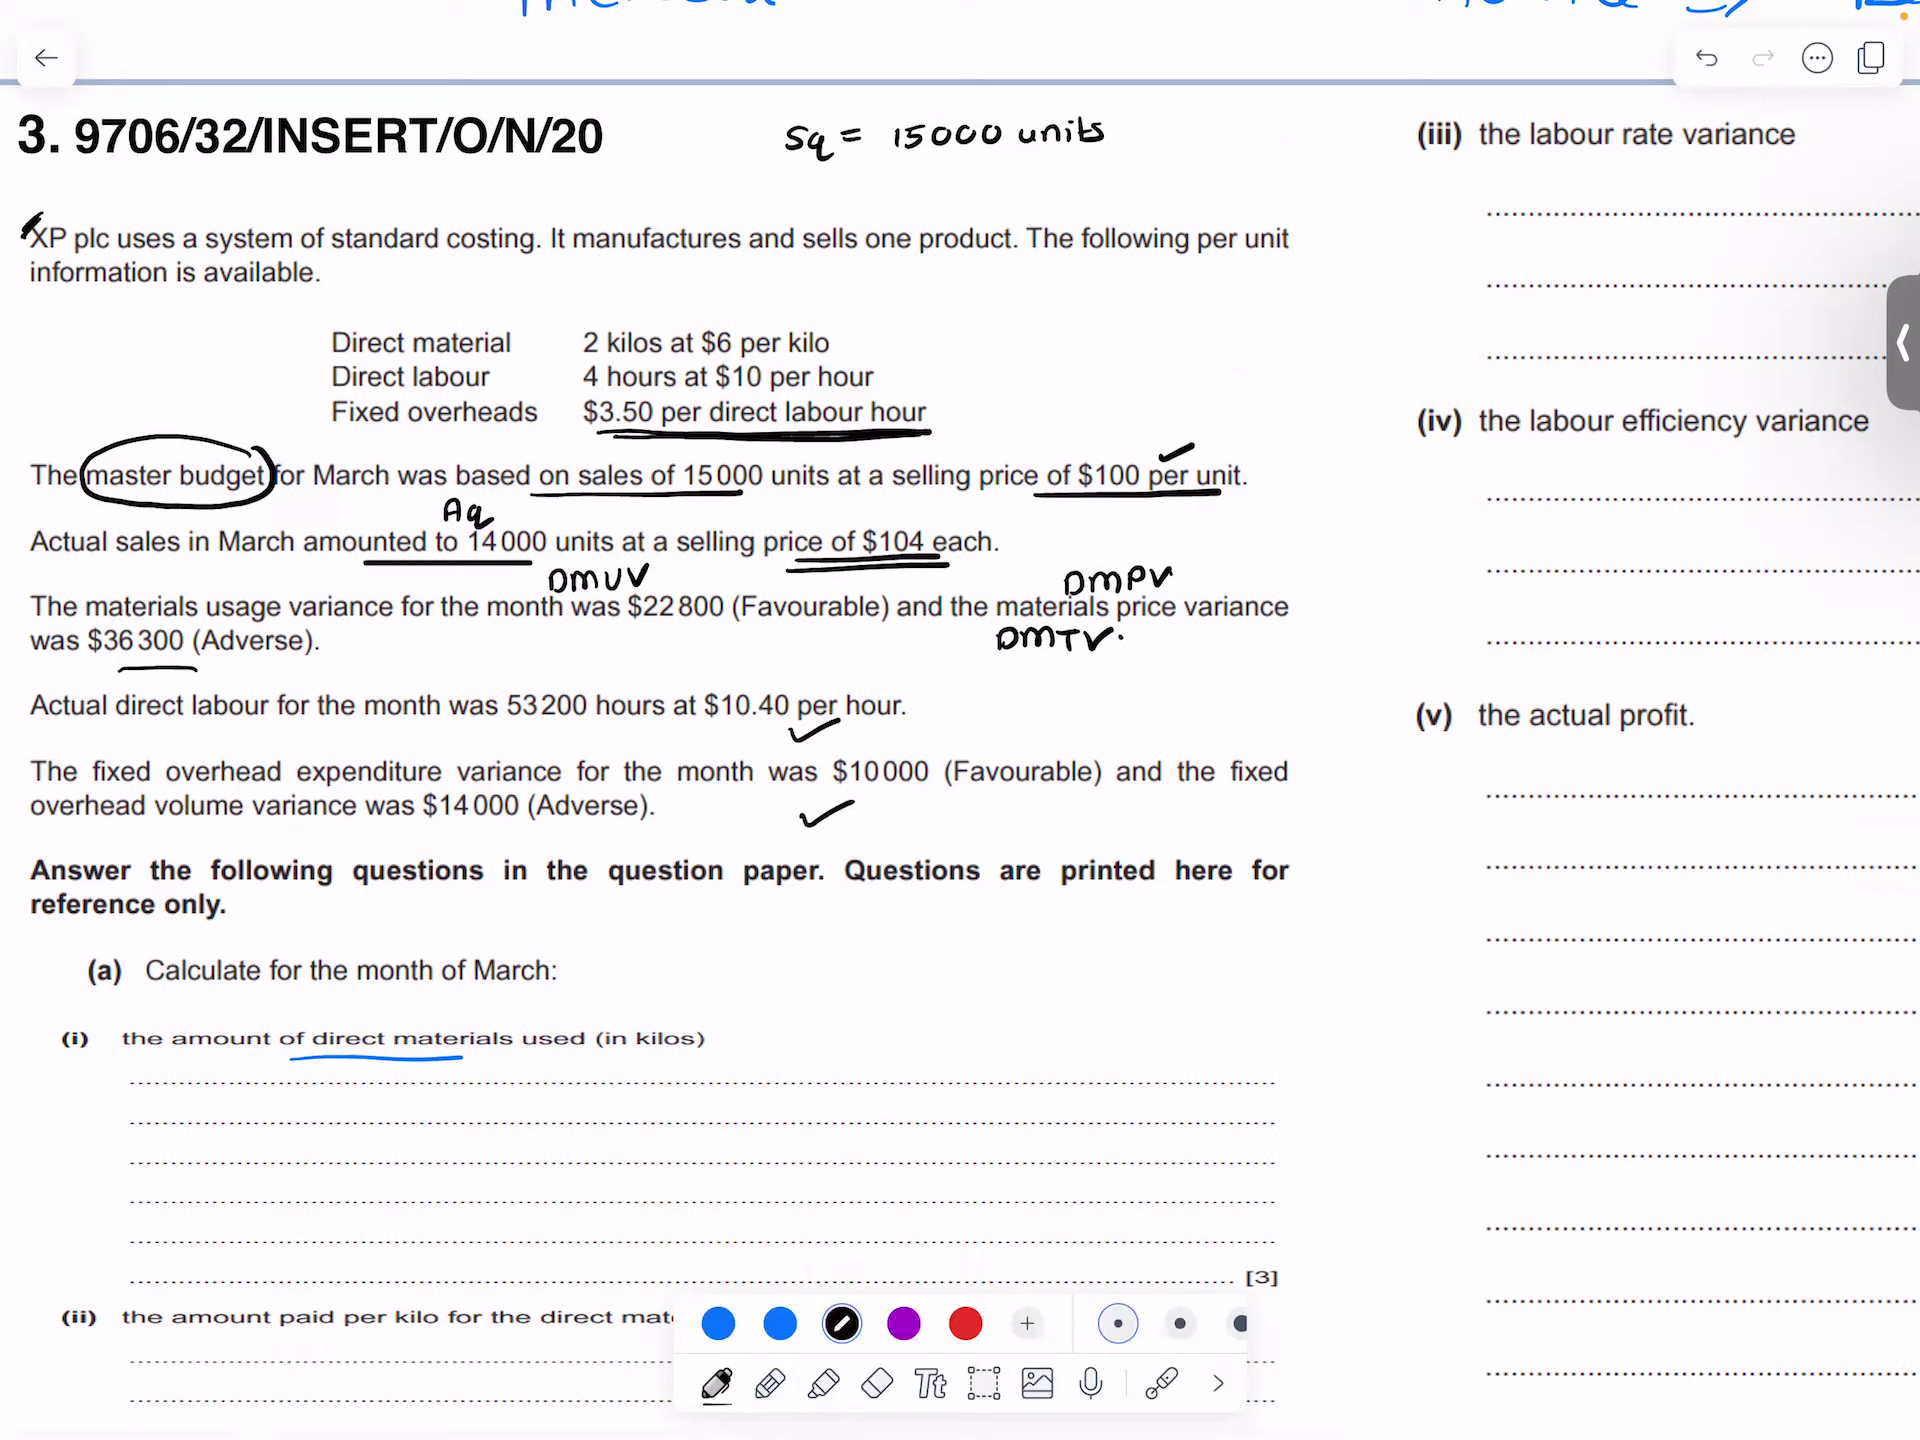 3. 9706/32/INSERT/O/N/20
Sq = 15000 units
XP plc uses a system of standard costing. It manufactures and sells one product. The following per unit
information is available.
Direct material 2 kilos at $6 per kilo
Direct labour 4 hours at $10 per hour
Fixed overheads $3.50 per direct labour hour
The master budget for March was based on sales of 15 000 units at a selling price of $100 per unit.
Aq
Actual sales in March amounted to 14 000 units at a selling price of $104 each.
DMUV DMPV
The materials usage variance for the month was $22 800 (Favourable) and the materials price variance
was $36 300 (Adverse).
DMTV.
Actual direct labour for the month was 53 200 hours at $10.40 per hour.
The fixed overhead expenditure variance for the month was $10 000 (Favourable) and the fixed
overhead volume variance was $14 000 (Adverse).
Answer the following questions in the question paper. Questions are printed here for
reference only.
(a) Calculate for the month of March:
(i) the amount of direct materials used (in kilos)
[3]
(ii) the amount paid per kilo for the direct
Tt
(iii) the labour rate variance
(iv) the labour efficiency variance
(v) the actual profit.